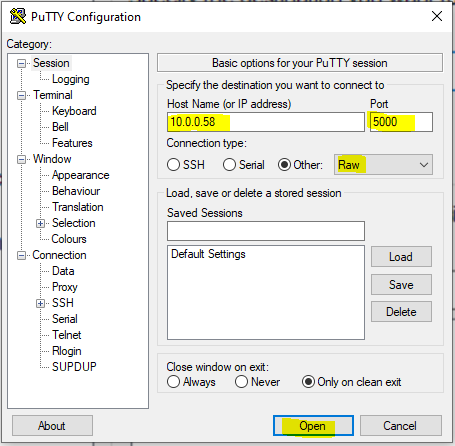 PuTTY Configuration
Category:
Session
Logging
Terminal
Keyboard
Bell
Features
Window
Appearance
Behaviour
Translation
Selection
Colours
Connection
Data
Proxy
SSH
Serial
Telnet
Rlogin
SUPDUP
Basic options for your PuTTY session
Specify the destination you want to connect to
Host Name (or IP address) Port
10.0.0.58 5000
Connection type:
SSH Serial Other: Raw
Load, save or delete a stored session
Saved Sessions
Default Settings
Load
Save
Delete
Close window on exit:
Always Never Only on clean exit
About Open Cancel